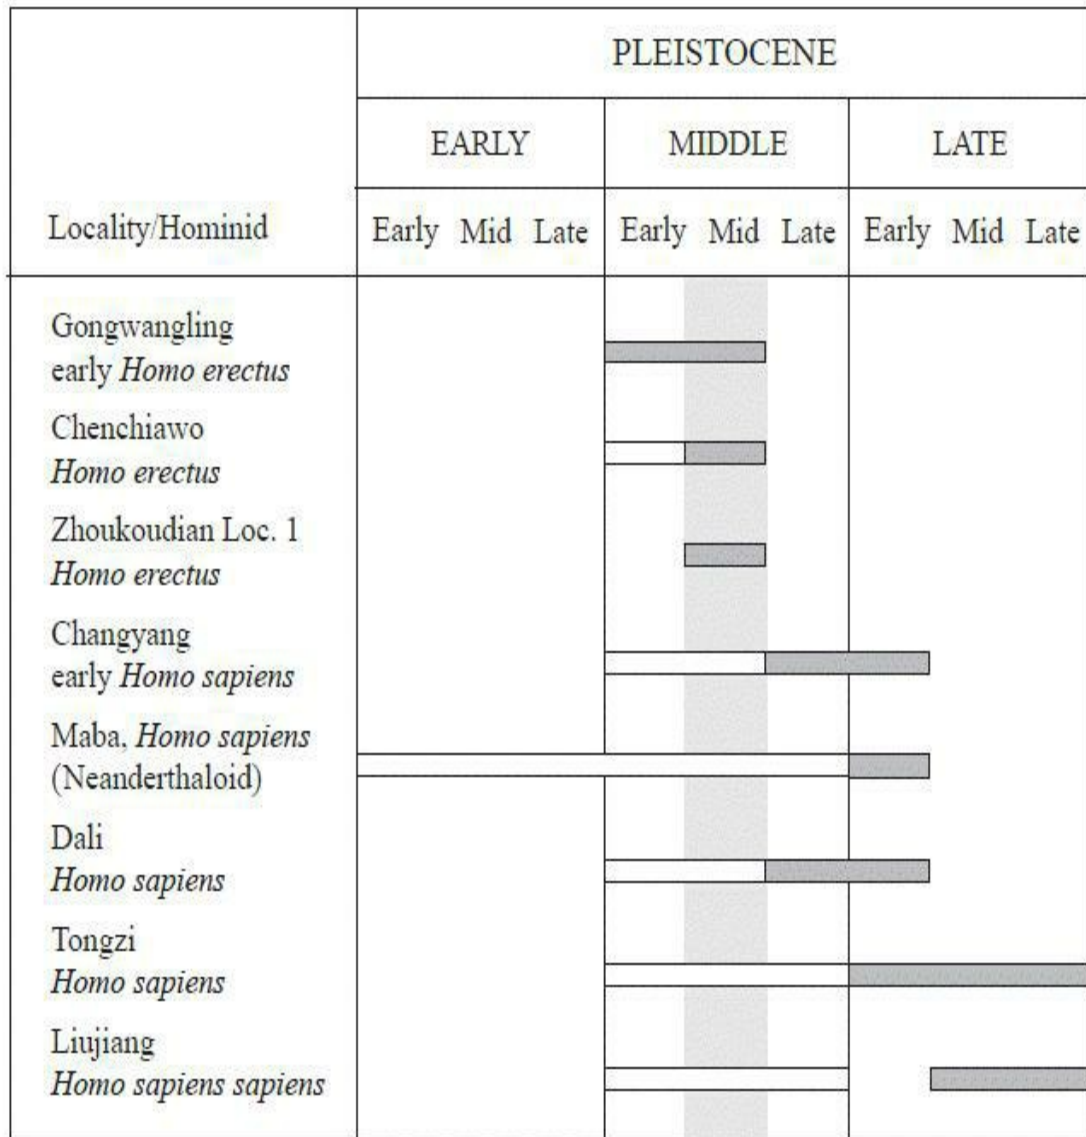 PLEISTOCENE
EARLY MIDDLE LATE
Locality/Hominid Early Mid Late Early Mid Late Early Mid Late
Gongwangling
early Homo erectus
Chenchiawo
Homo erectus
Zhoukoudian Loc. 1
Homo erectus
Changyang
early Homo sapiens
Maba, Homo sapiens
(Neanderthaloid)
Dali
Homo sapiens
Tongzi
Homo sapiens
Liujiang
Homo sapiens sapiens